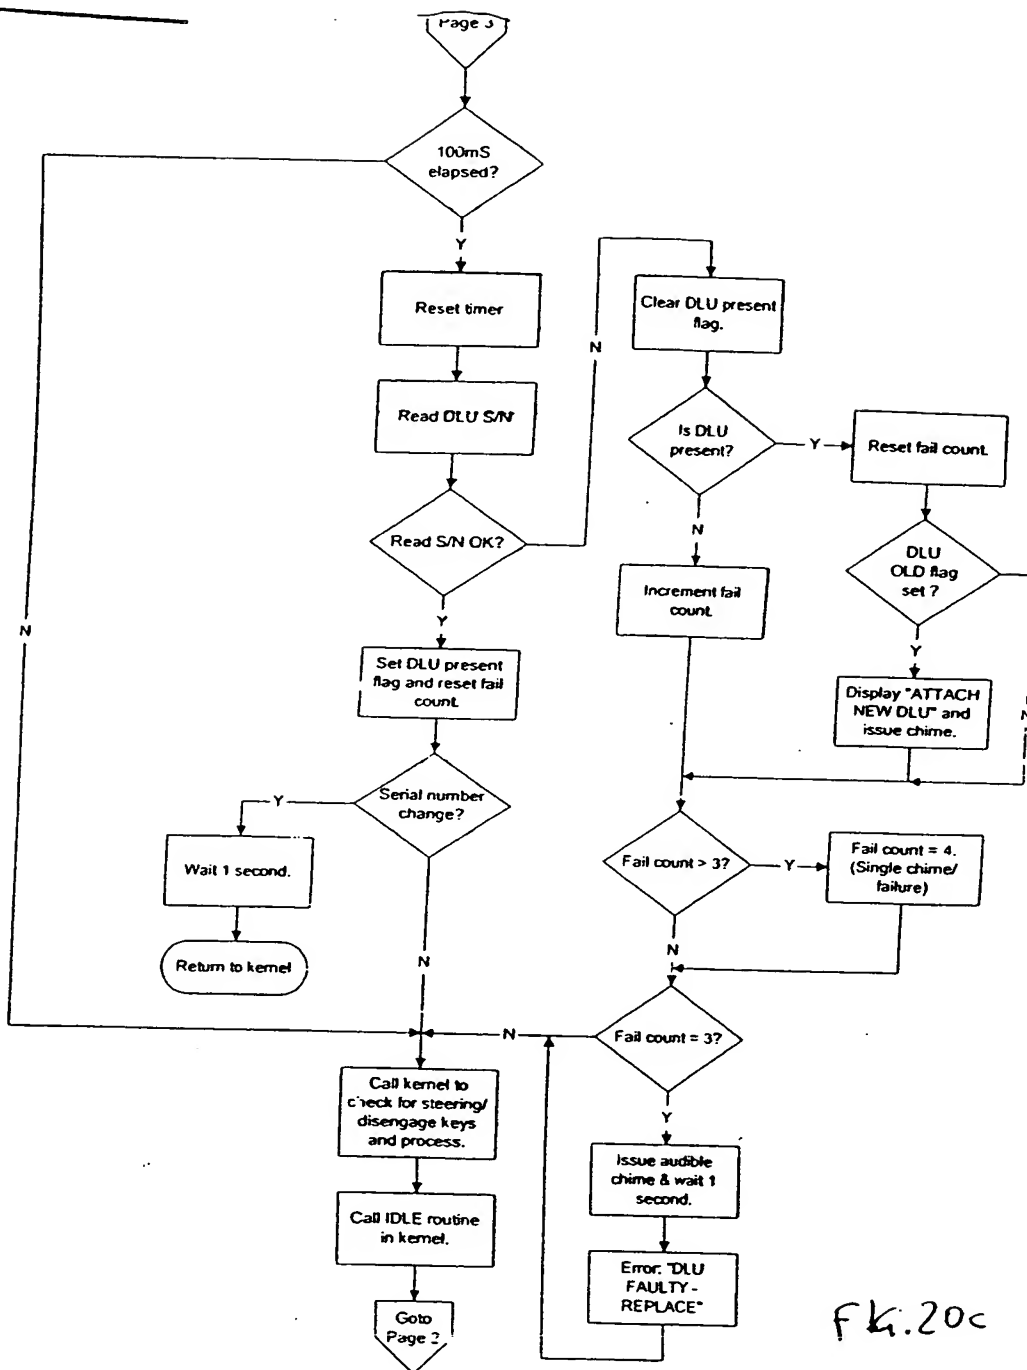 Page 3
100mS
elapsed?
Y
N
Reset timer
Read DLU S/N
Read S/N OK?
N
Y
Set DLU present
flag and reset fail
count.
Serial number
change?
Y
Wait 1 second.
Return to kernel
N
Clear DLU present
flag.
Is DLU
present?
Y
Reset fail count.
N
Increment fail
count.
DLU
OLD flag
set ?
Y
N
Display "ATTACH
NEW DLU" and
issue chime.
Fail count > 3?
Y
Fail count = 4.
(Single chime/
failure)
N
Fail count = 3?
N
Y
Call kernel to
check for steering/
disengage keys
and process.
Issue audible
chime & wait 1
second.
Call IDLE routine
in kernel.
Error: "DLU
FAULTY -
REPLACE"
Goto
Page 2
FIG. 20c